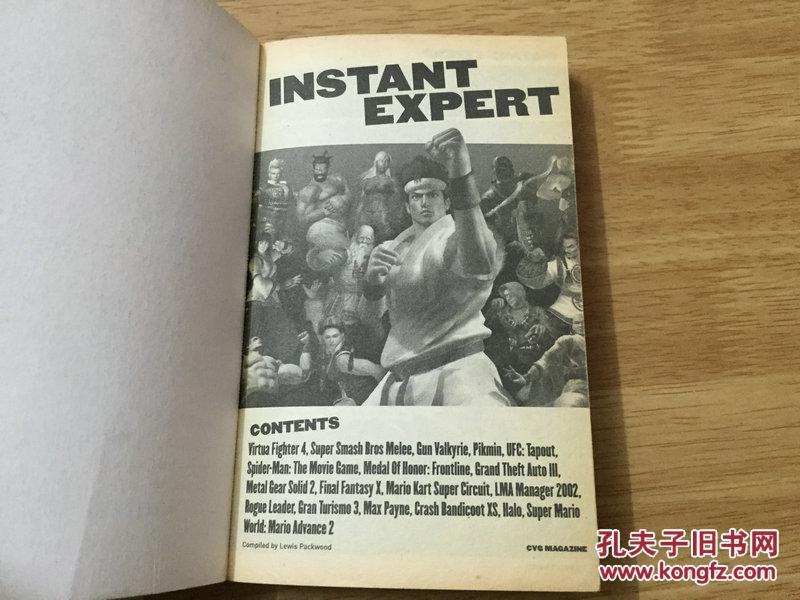 INSTANT
EXPERT
CONTENTS
Virtua Fighter 4, Super Smash Bros Melee, Gun Valkyrie, Pikmin, UFC: Tapout,
Spider-Man: The Movie Game, Medal Of Honor: Frontline, Grand Theft Auto III,
Metal Gear Solid 2, Final Fantasy X, Mario Kart Super Circuit, LMA Manager 2002,
Rogue Leader, Gran Turismo 3, Max Payne, Crash Bandicoot XS, Halo, Super Mario
World: Mario Advance 2
Compiled by Lewis Packwood
CVG MAGAZINE
孔夫子旧书网
www.kongfz.com